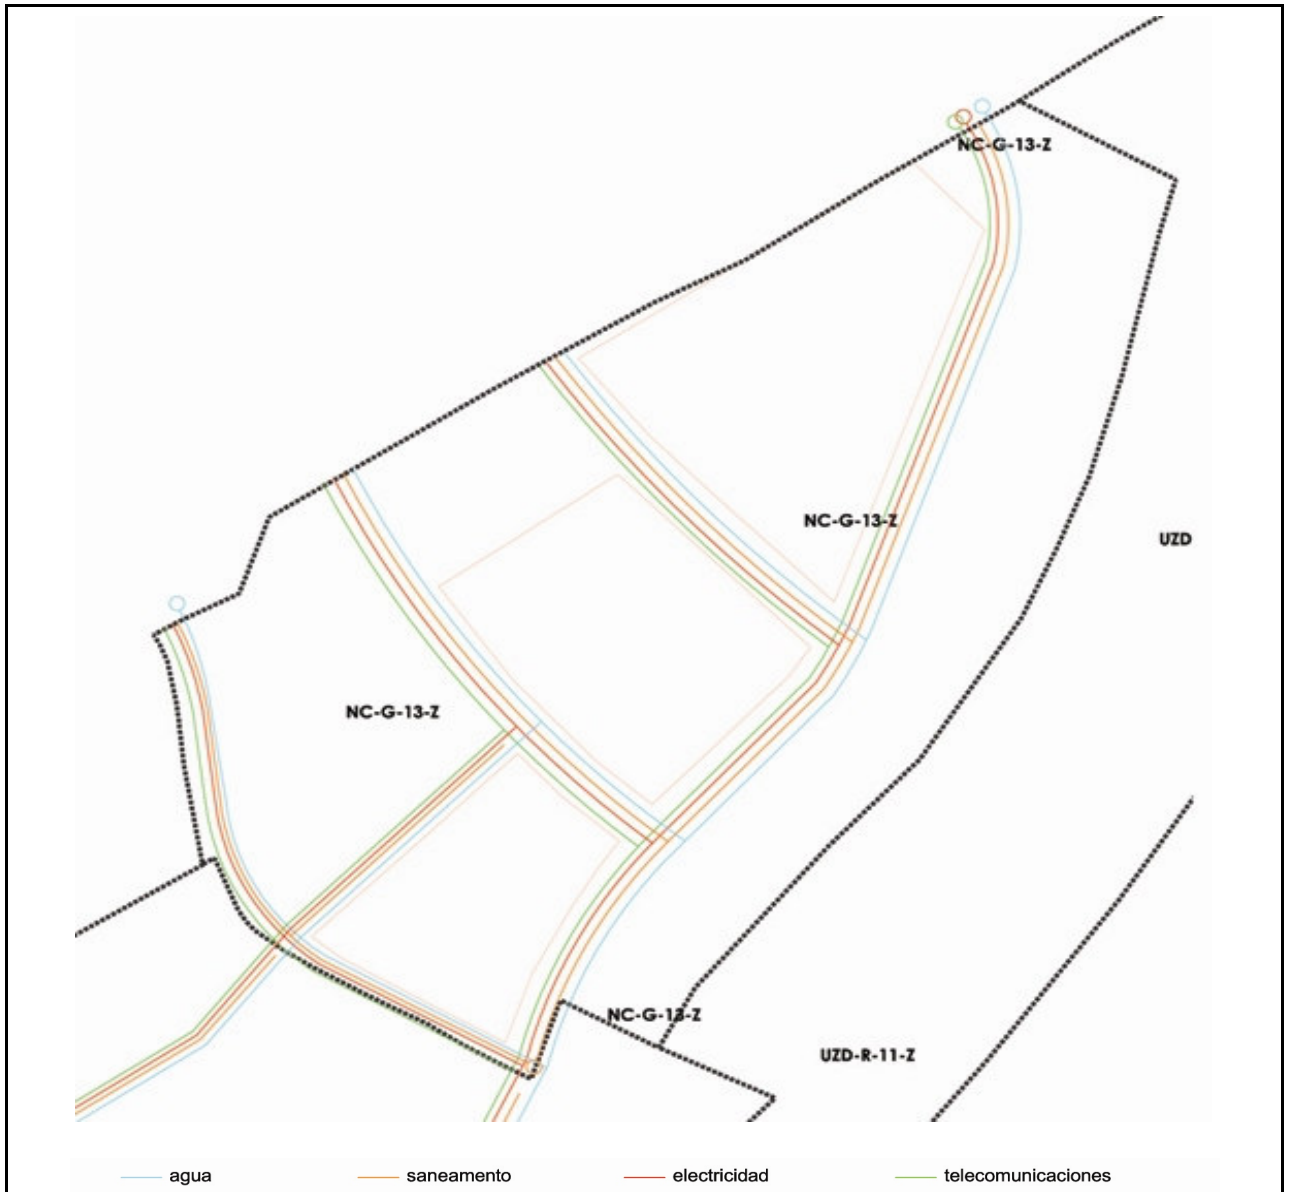 NC-G-13-Z
NC-G-13-Z
UZD
NC-G-13-Z
NC-G-13-Z
UZD-R-11-Z
agua
saneamento
electricidad
telecomunicaciones